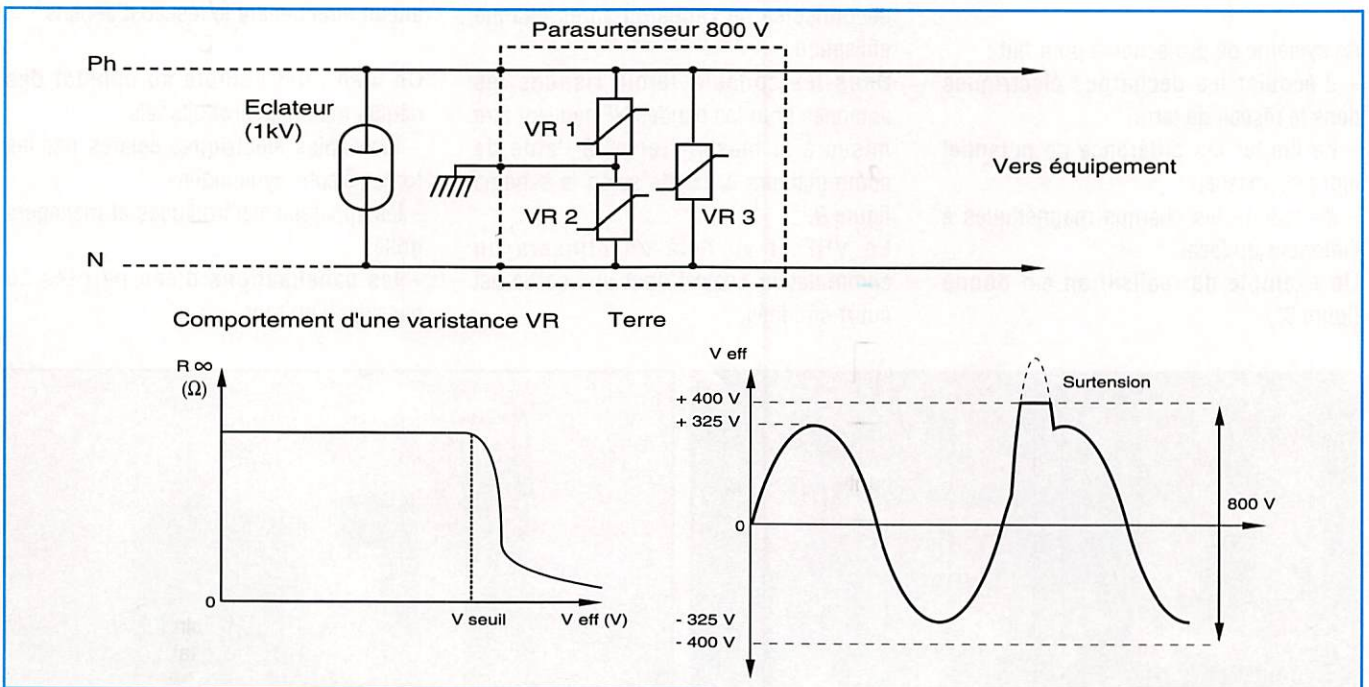 Parasurtenseur 800 V
Ph
Eclateur
(1kV)
VR 1
VR 2
VR 3
Vers équipement
N
Comportement d'une varistance VR
Terre
R ∞
(Ω)
0
V seuil
V eff (V)
V eff
+ 400 V
+ 325 V
0
- 325 V
- 400 V
Surtension
800 V